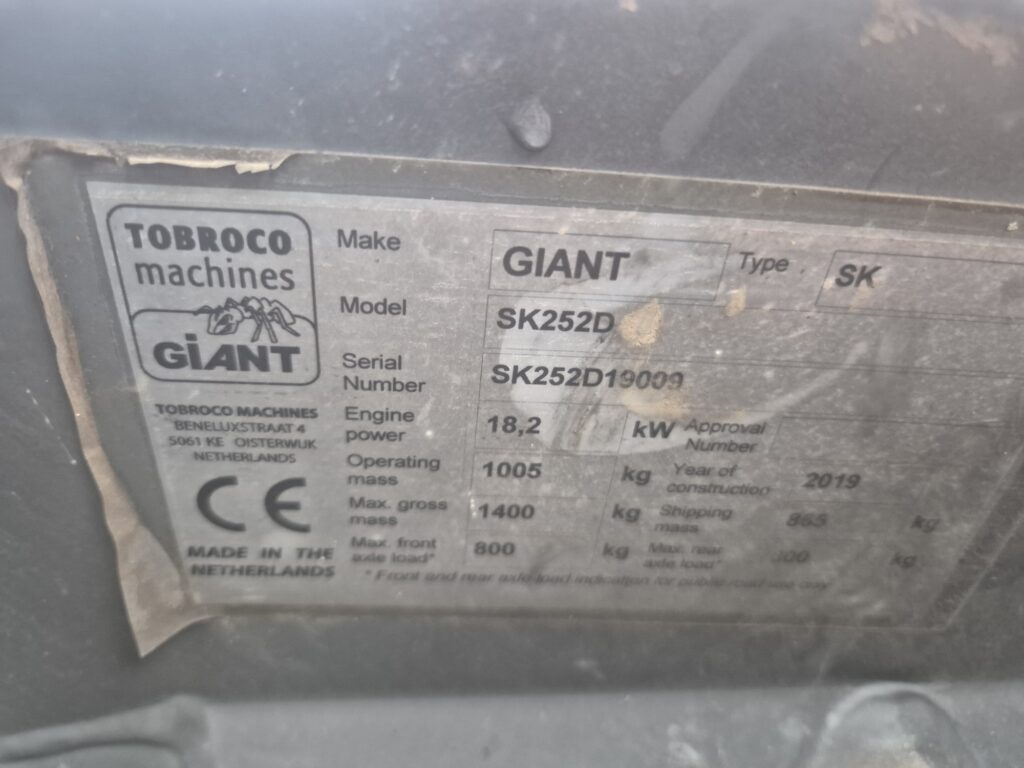 TOBROCO
machines
GiANT
TOBROCO MACHINES
BENELUXSTRAAT 4
5061 KE OISTERWIJK
NETHERLANDS
CE
MADE IN THE
NETHERLANDS
Make GIANT Type SK
Model SK252D
Serial Number SK252D19009
Engine power 18,2 kW Approval Number
Operating mass 1005 kg Year of construction 2019
Max. gross mass 1400 kg Shipping mass 865 kg
Max. front axle load* 800 kg Max. rear axle load* kg
* Front and rear axle load indication for public road use only